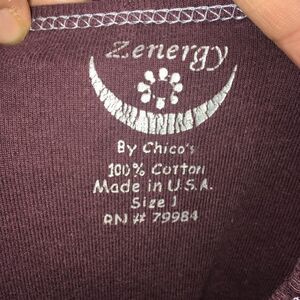 Zenergy
By Chico's
100% Cotton
Made in U.S.A.
Size 1
RN # 79984